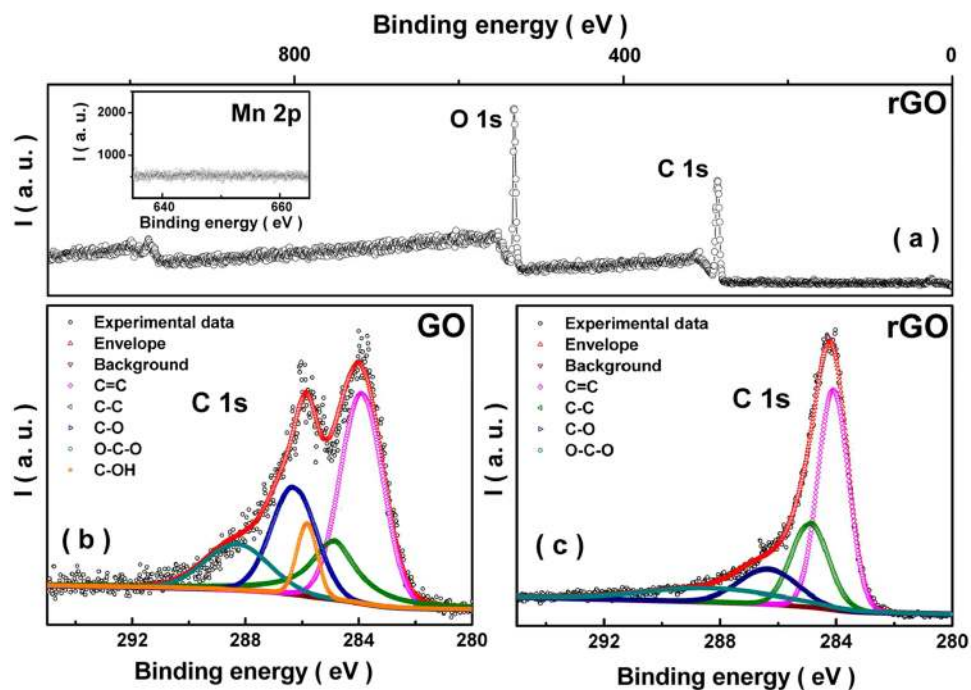 Binding energy ( eV )
800 400 0
2000
1000
I ( a. u. )
Mn 2p
640 660
Binding energy ( eV )
O 1s
C 1s
rGO
I ( a. u. )
( a )
Experimental data
Envelope
Background
C=C
C-C
C-O
O-C-O
C-OH
C 1s
GO
I ( a. u. )
( b )
292 288 284 280
Binding energy ( eV )
Experimental data
Envelope
Background
C=C
C-C
C-O
O-C-O
C 1s
rGO
I ( a. u. )
( c )
292 288 284 280
Binding energy ( eV )